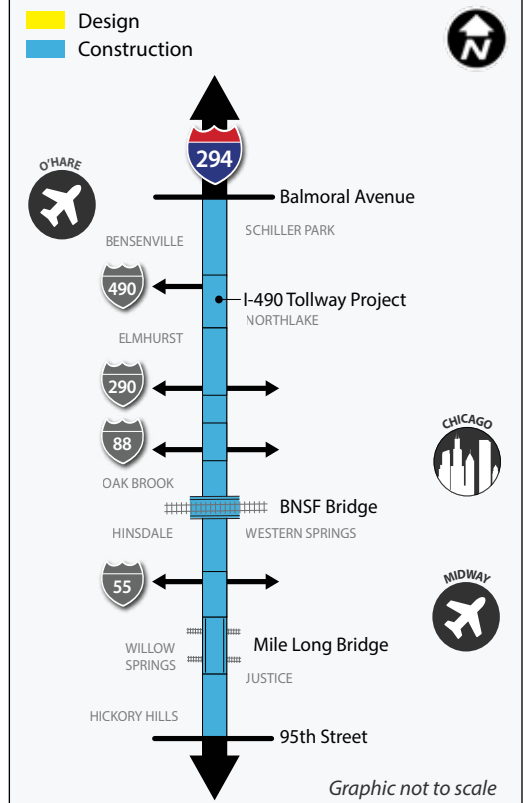 Design
Construction
N
294
O'HARE
Balmoral Avenue
SCHILLER PARK
BENSENVILLE
490
I-490 Tollway Project
NORTHLAKE
ELMHURST
290
88
CHICAGO
OAK BROOK
BNSF Bridge
HINSDALE
WESTERN SPRINGS
55
MIDWAY
Mile Long Bridge
WILLOW
SPRINGS
JUSTICE
HICKORY HILLS
95th Street
Graphic not to scale